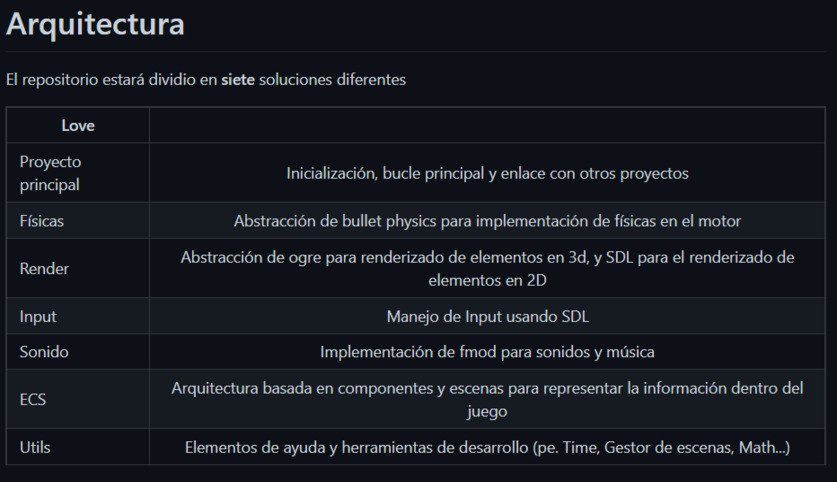 Arquitectura
El repositorio estará dividio en siete soluciones diferentes
Love
Proyecto
principal
Inicialización, bucle principal y enlace con otros proyectos
Físicas
Abstracción de bullet physics para implementación de físicas en el motor
Render
Abstracción de ogre para renderizado de elementos en 3d, y SDL para el renderizado de
elementos en 2D
Input
Manejo de Input usando SDL
Sonido
Implementación de fmod para sonidos y música
ECS
Arquitectura basada en componentes y escenas para representar la información dentro del
juego
Utils
Elementos de ayuda y herramientas de desarrollo (pe. Time, Gestor de escenas, Math...)